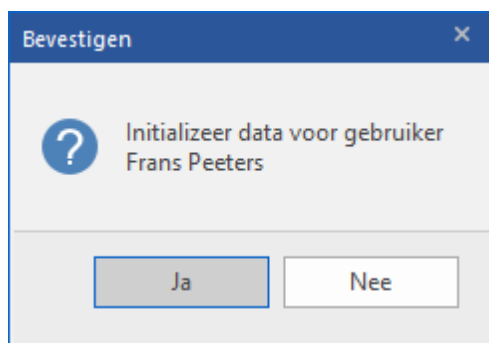 Bevestigen
Initializeer data voor gebruiker
Frans Peeters
Ja
Nee